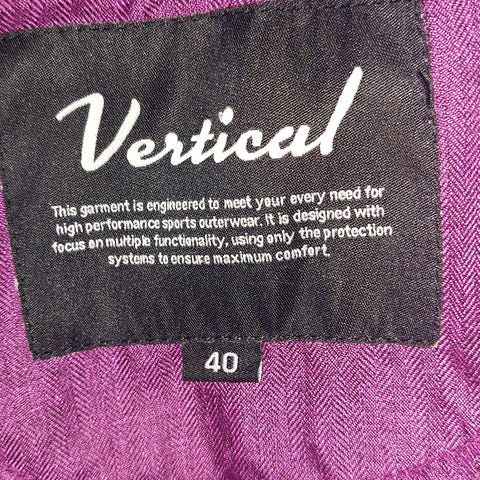 Vertical
This garment is engineered to meet your every need for
high performance sports outerwear. It is designed with
focus on multiple functionality, using only the protection
systems to ensure maximum comfort.
40